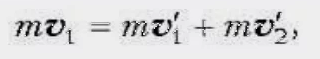 mv₁ = mv′₁ + mv′₂,